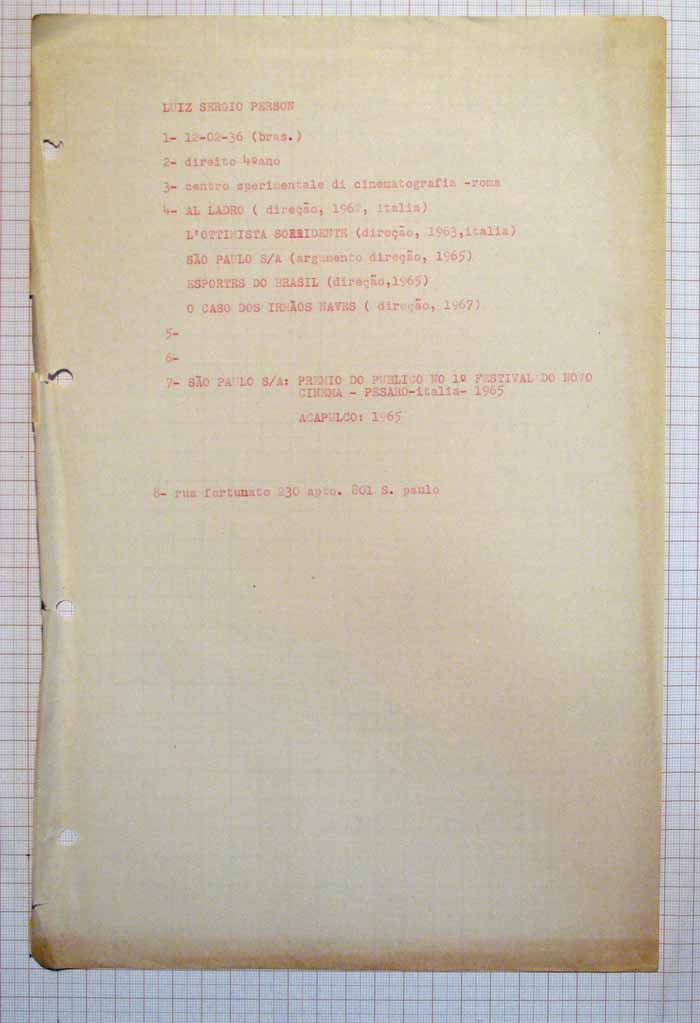 LUIZ SERGIO PERSON
1- 12-02-36 (bras.)
2- direito 4ºano
3- centro sperimentale di cinematografia -roma
4- AL LADRO ( direção, 1962, italia)
L'OTTIMISTA SORRIDENTE (direção, 1963,italia)
SÃO PAULO S/A (argumento direção, 1965)
ESPORTES DO BRASIL (direção,1965)
O CASO DOS IRMÃOS NAVES ( direção, 1967)
5-
6-
7- SÃO PAULO S/A: PREMIO DO PUBLICO NO 1º FESTIVAL DO NOVO
CINEMA - PESARO-italia- 1965
ACAPULCO: 1965
8- rua fortunato 230 apto. 801 S. paulo